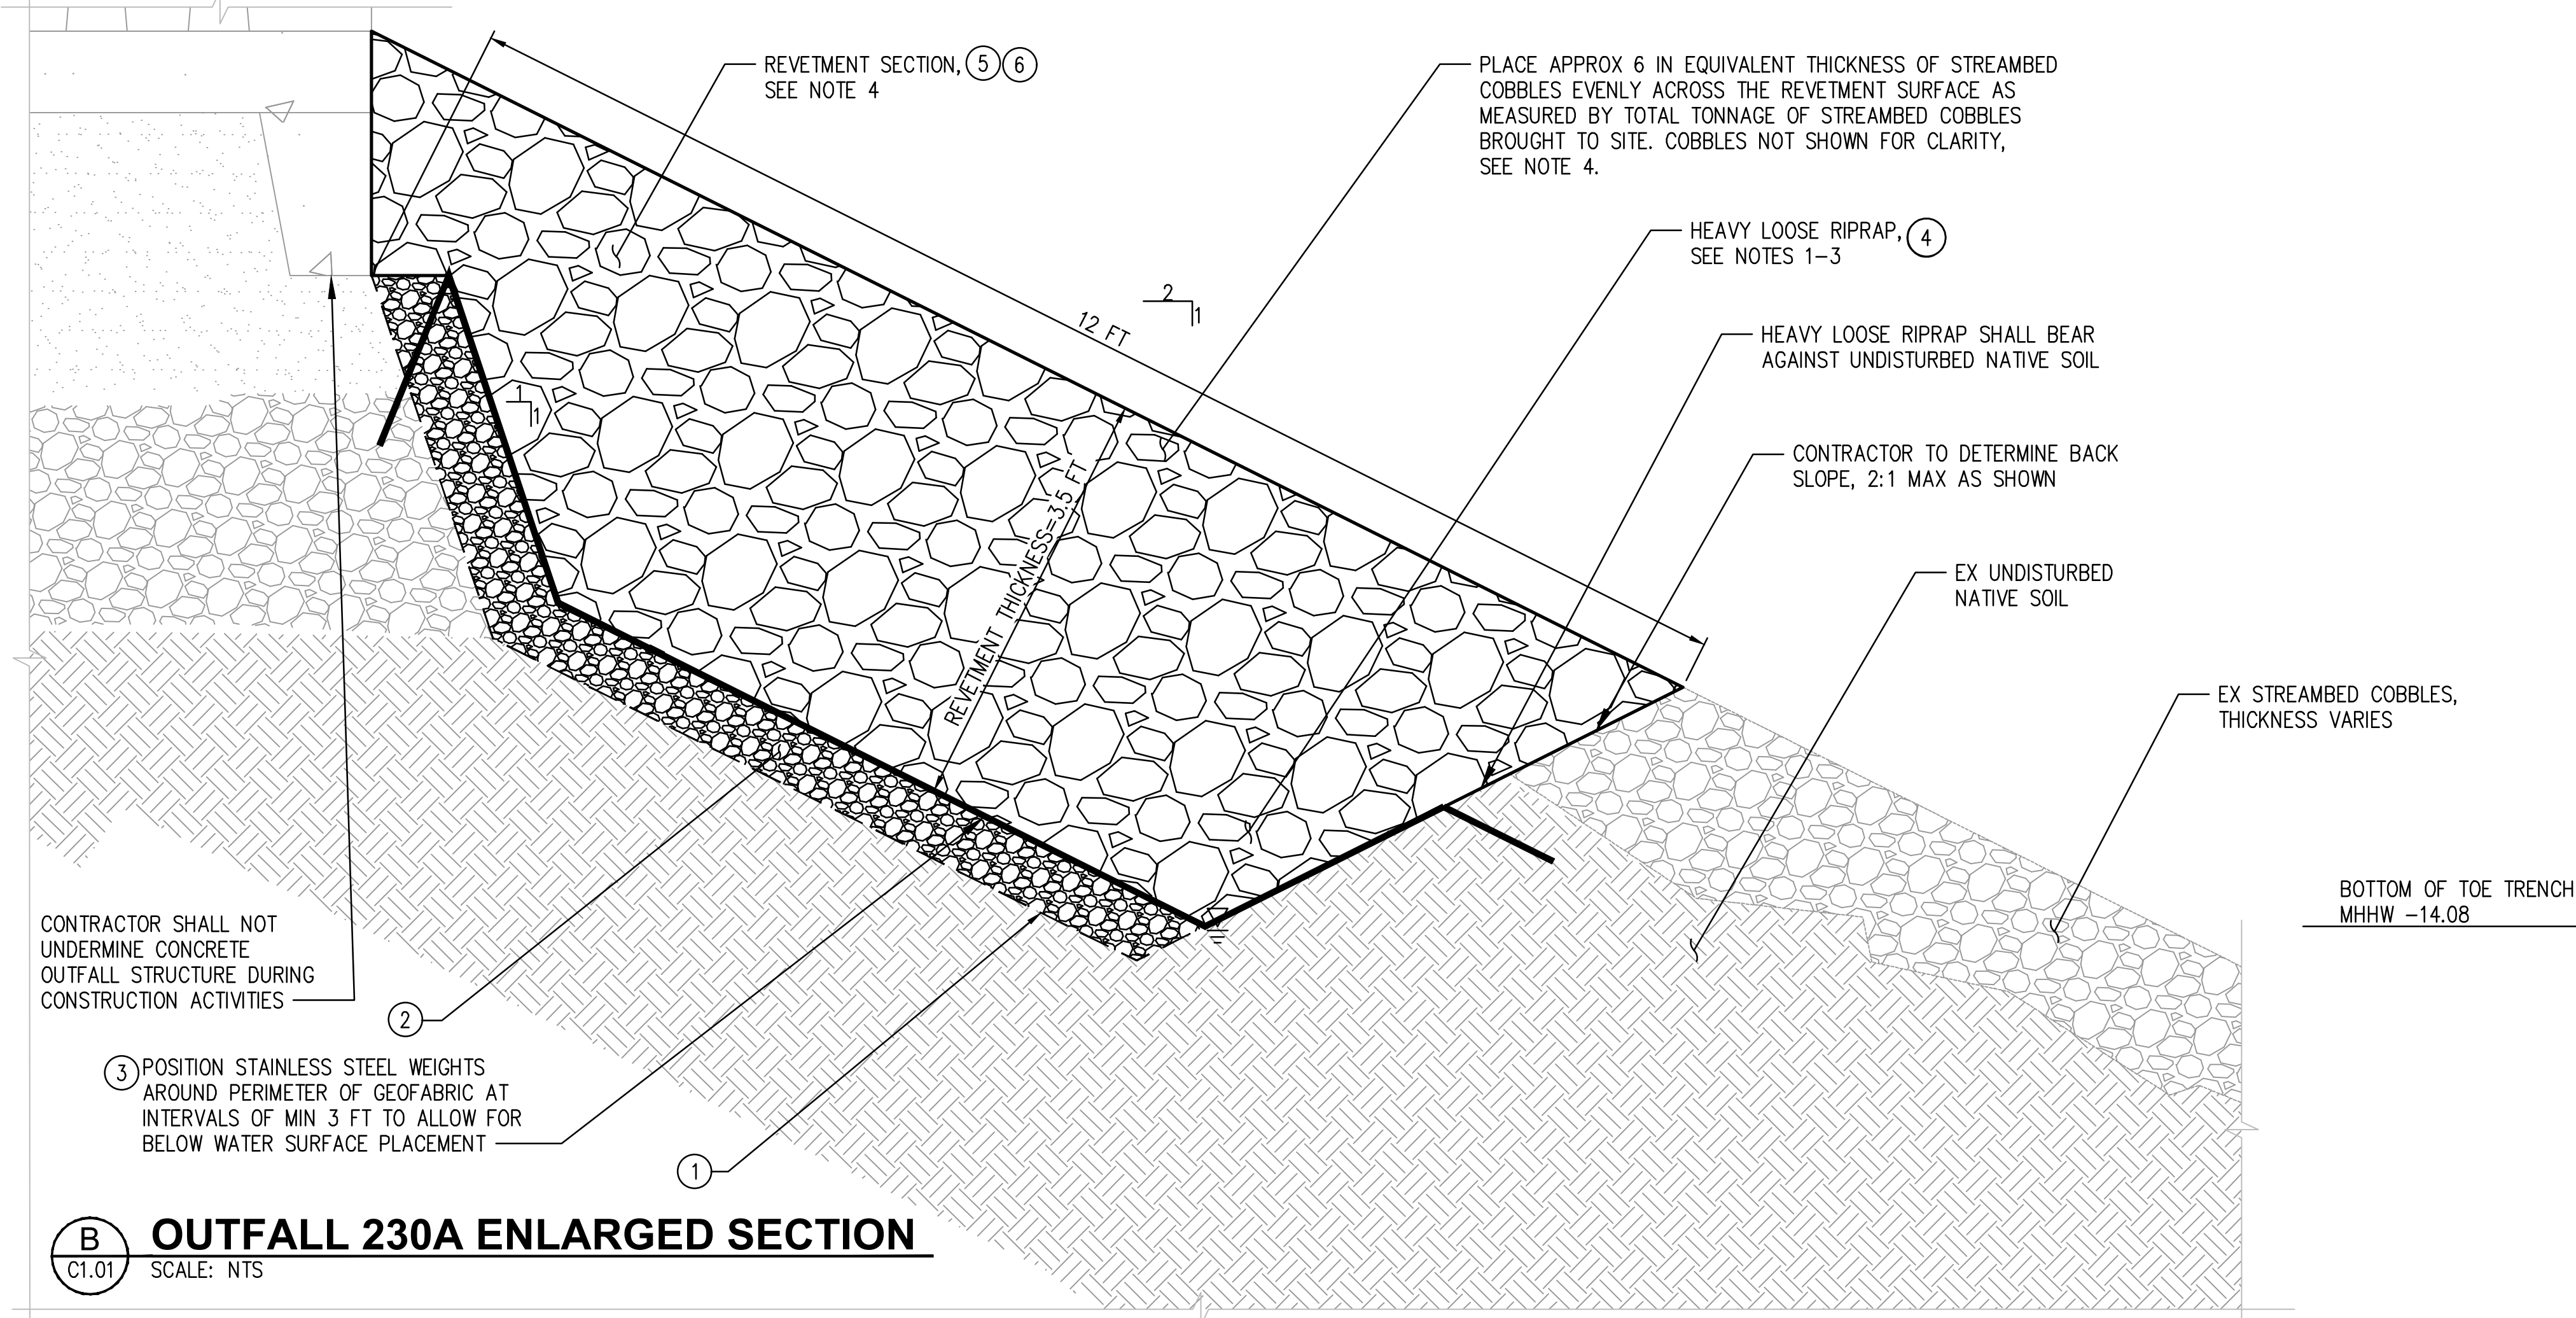 REVETMENT SECTION, 5 6
SEE NOTE 4
PLACE APPROX 6 IN EQUIVALENT THICKNESS OF STREAMBED
COBBLES EVENLY ACROSS THE REVETMENT SURFACE AS
MEASURED BY TOTAL TONNAGE OF STREAMBED COBBLES
BROUGHT TO SITE. COBBLES NOT SHOWN FOR CLARITY,
SEE NOTE 4.
HEAVY LOOSE RIPRAP, 4
SEE NOTES 1-3
2
1
12 FT
HEAVY LOOSE RIPRAP SHALL BEAR
AGAINST UNDISTURBED NATIVE SOIL
1
1
CONTRACTOR TO DETERMINE BACK
SLOPE, 2:1 MAX AS SHOWN
REVETMENT THICKNESS=3.5 FT
EX UNDISTURBED
NATIVE SOIL
EX STREAMBED COBBLES,
THICKNESS VARIES
BOTTOM OF TOE TRENCH
MHHW -14.08
CONTRACTOR SHALL NOT
UNDERMINE CONCRETE
OUTFALL STRUCTURE DURING
CONSTRUCTION ACTIVITIES
2
3 POSITION STAINLESS STEEL WEIGHTS
AROUND PERIMETER OF GEOFABRIC AT
INTERVALS OF MIN 3 FT TO ALLOW FOR
BELOW WATER SURFACE PLACEMENT
1
B
C1.01
OUTFALL 230A ENLARGED SECTION
SCALE: NTS